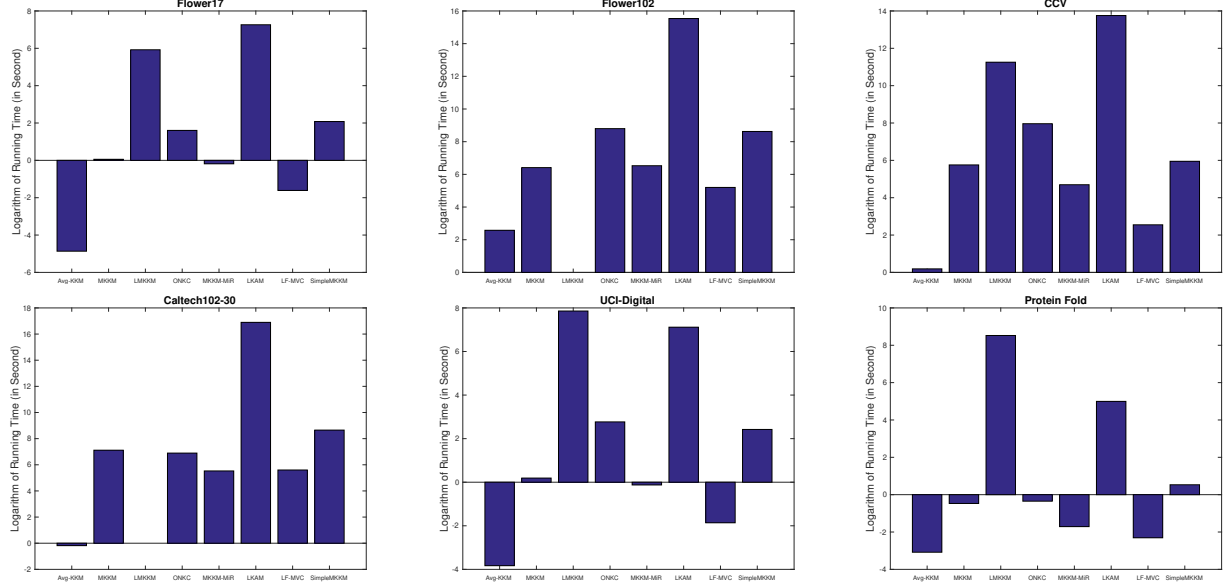 Flower17
Logarithm of Running Time (in Second)
8
6
4
2
0
-2
-4
-6
Avg-KKM MKKM LMKKM ONKC MKKM-MiR LKAM LF-MVC SimpleMKKM
Flower102
Logarithm of Running Time (in Second)
16
14
12
10
8
6
4
2
0
Avg-KKM MKKM LMKKM ONKC MKKM-MiR LKAM LF-MVC SimpleMKKM
CCV
Logarithm of Running Time (in Second)
14
12
10
8
6
4
2
0
Avg-KKM MKKM LMKKM ONKC MKKM-MiR LKAM LF-MVC SimpleMKKM
Caltech102-30
Logarithm of Running Time (in Second)
18
16
14
12
10
8
6
4
2
0
-2
Avg-KKM MKKM LMKKM ONKC MKKM-MiR LKAM LF-MVC SimpleMKKM
UCI-Digital
Logarithm of Running Time (in Second)
8
6
4
2
0
-2
-4
Avg-KKM MKKM LMKKM ONKC MKKM-MiR LKAM LF-MVC SimpleMKKM
Protein Fold
Logarithm of Running Time (in Second)
10
8
6
4
2
0
-2
-4
Avg-KKM MKKM LMKKM ONKC MKKM-MiR LKAM LF-MVC SimpleMKKM